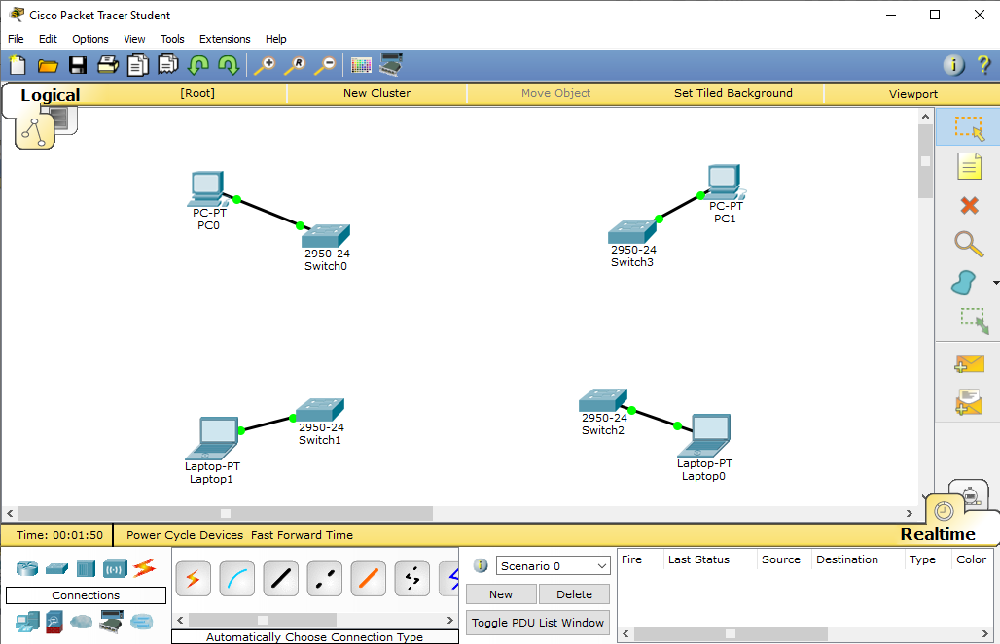 Cisco Packet Tracer Student
File Edit Options View Tools Extensions Help
Logical [Root] New Cluster Move Object Set Tiled Background Viewport
PC-PT
PC0
2950-24
Switch0
PC-PT
PC1
2950-24
Switch3
2950-24
Switch1
Laptop-PT
Laptop1
2950-24
Switch2
Laptop-PT
Laptop0
Time: 00:01:50 Power Cycle Devices Fast Forward Time Realtime
Connections
Automatically Choose Connection Type
Scenario 0
New Delete
Toggle PDU List Window
Fire Last Status Source Destination Type Color